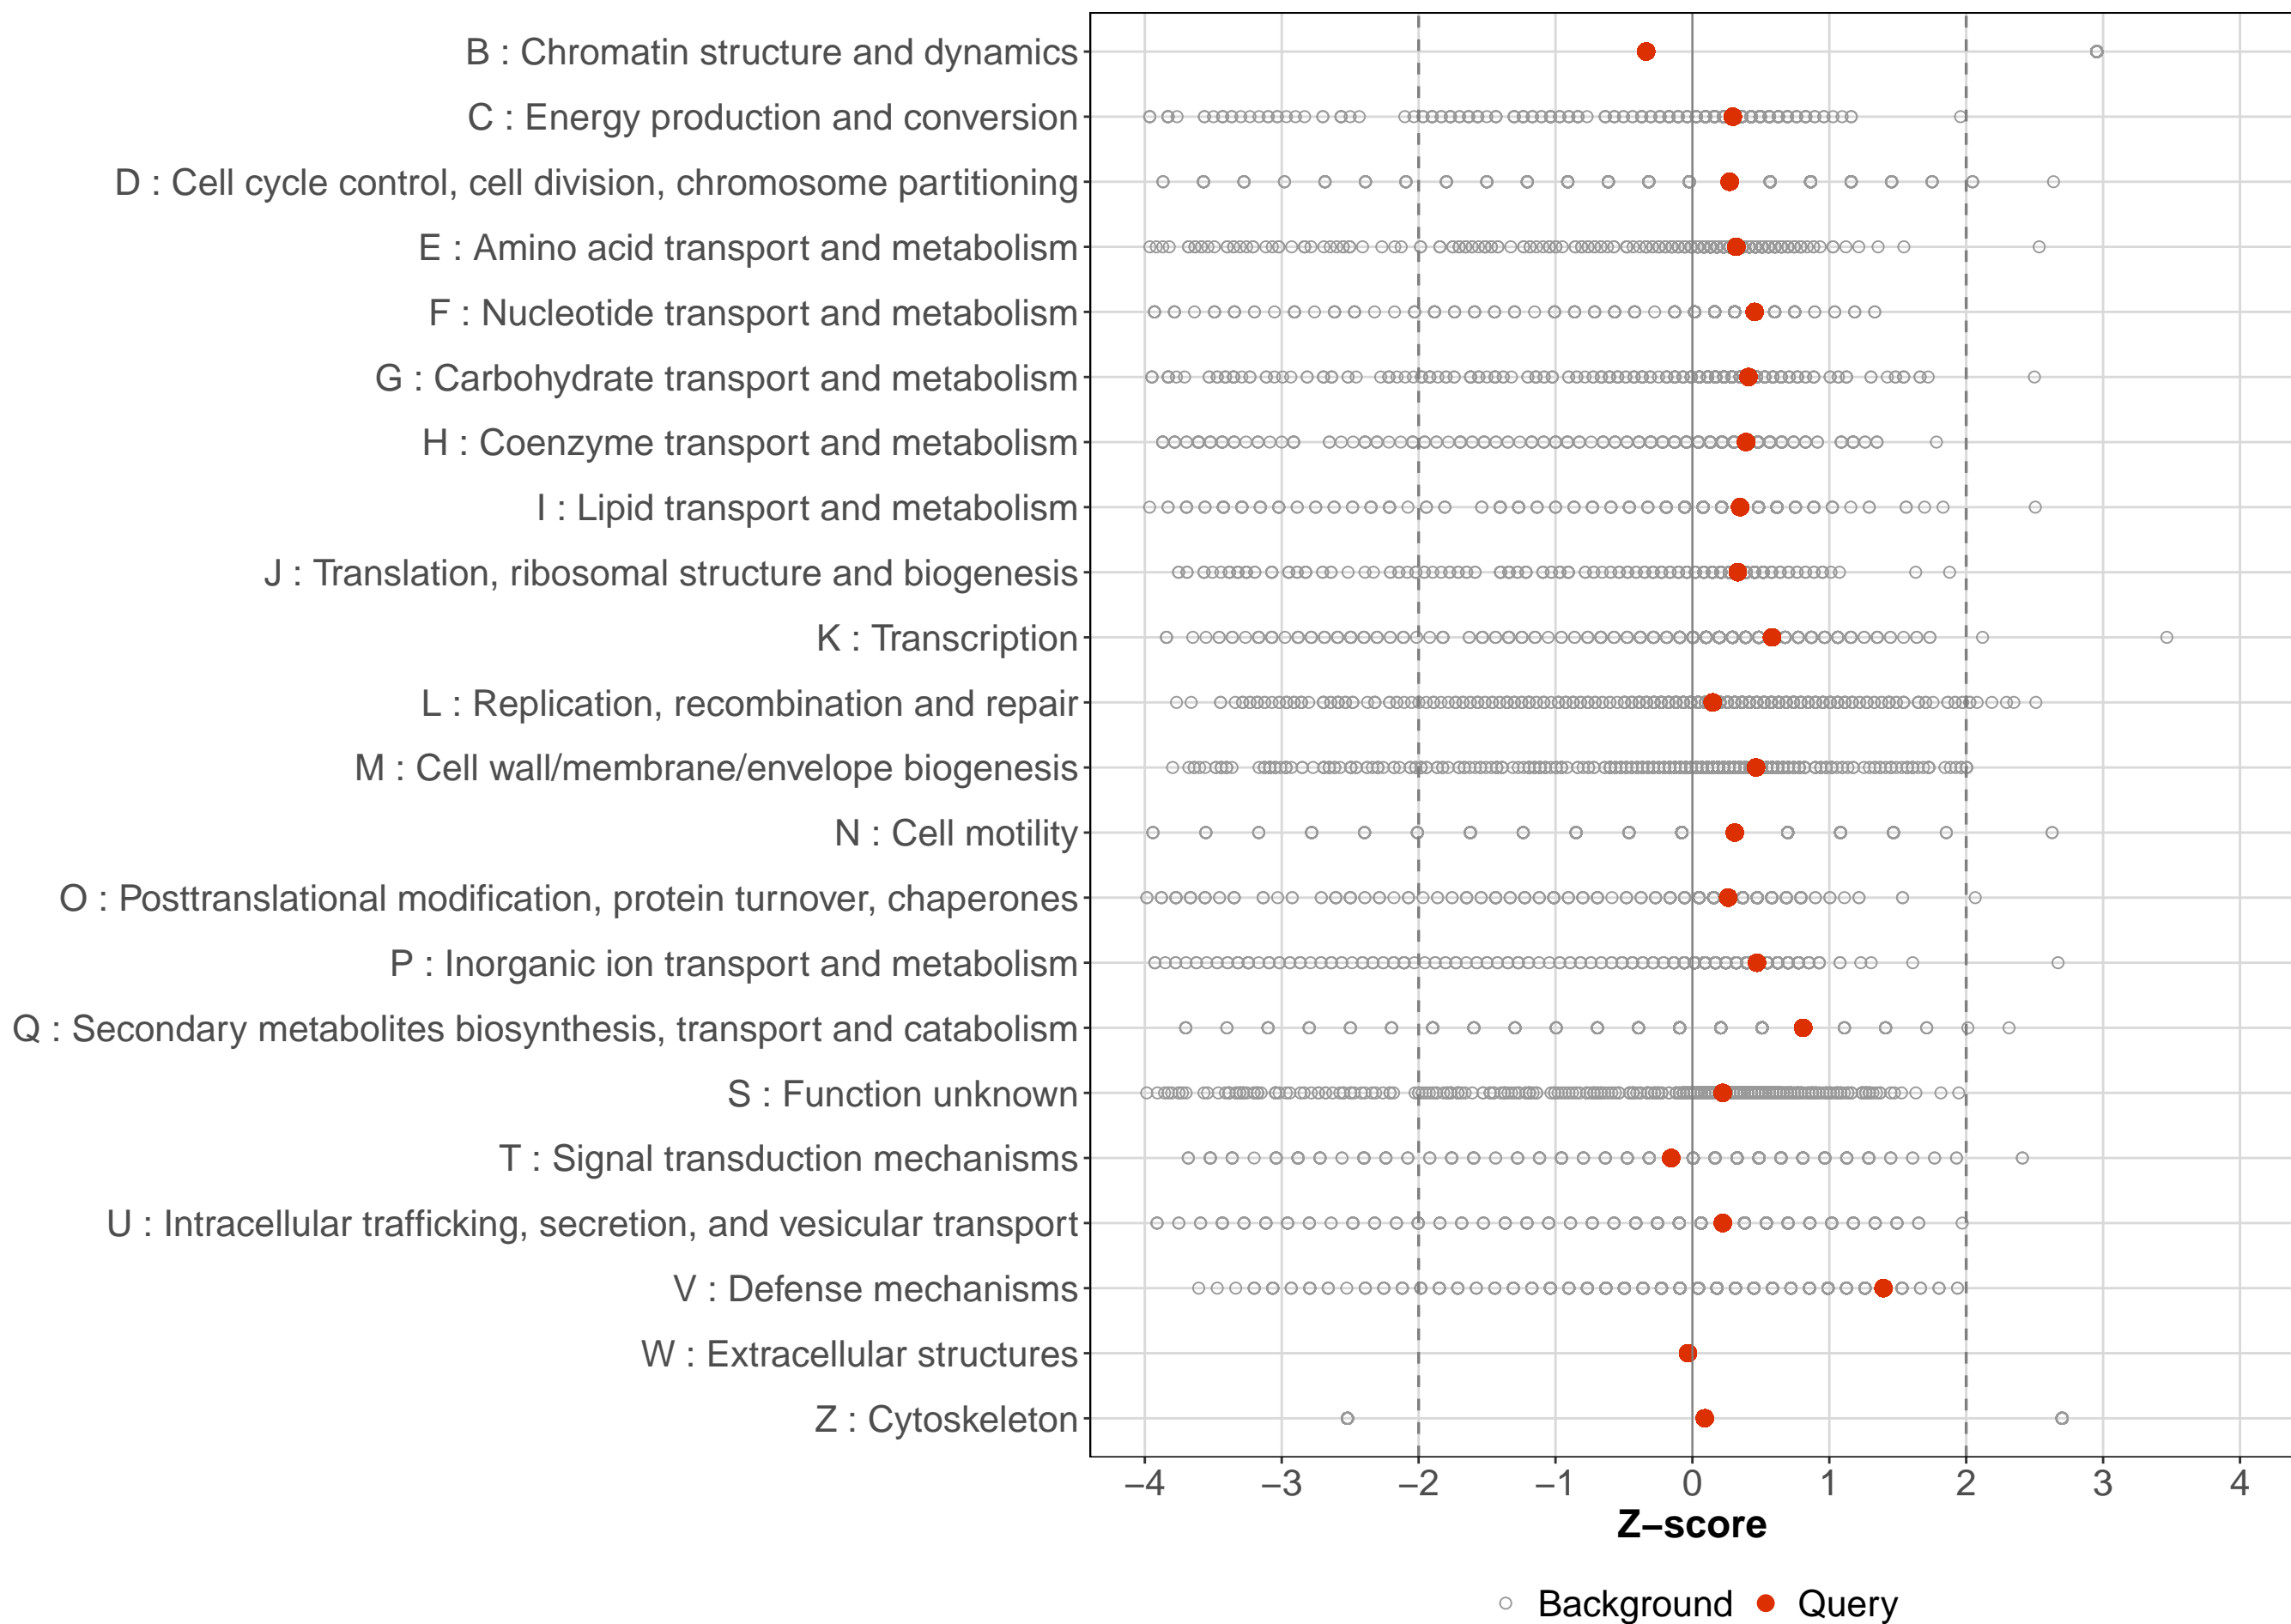 B : Chromatin structure and dynamics
C : Energy production and conversion
D : Cell cycle control, cell division, chromosome partitioning
E : Amino acid transport and metabolism
F : Nucleotide transport and metabolism
G : Carbohydrate transport and metabolism
H : Coenzyme transport and metabolism
I : Lipid transport and metabolism
J : Translation, ribosomal structure and biogenesis
K : Transcription
L : Replication, recombination and repair
M : Cell wall/membrane/envelope biogenesis
N : Cell motility
O : Posttranslational modification, protein turnover, chaperones
P : Inorganic ion transport and metabolism
Q : Secondary metabolites biosynthesis, transport and catabolism
S : Function unknown
T : Signal transduction mechanisms
U : Intracellular trafficking, secretion, and vesicular transport
V : Defense mechanisms
W : Extracellular structures
Z : Cytoskeleton
−4 −3 −2 −1 0 1 2 3 4
Z−score
Background Query